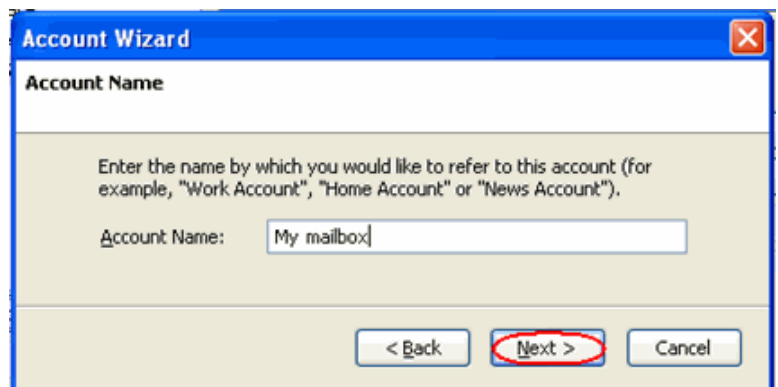 Account Wizard
Account Name
Enter the name by which you would like to refer to this account (for
example, "Work Account", "Home Account" or "News Account").
Account Name: My mailbox
< Back Next > Cancel